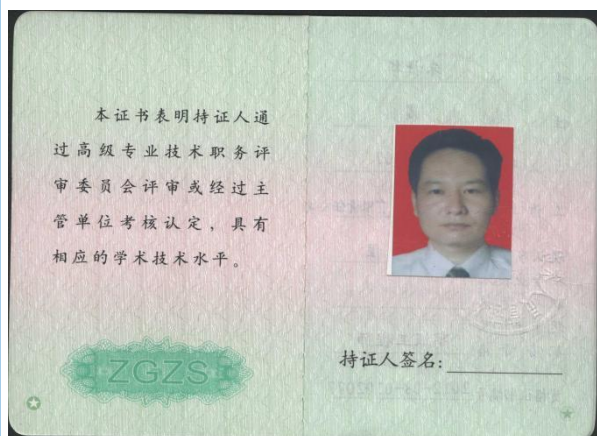 本证书表明持证人通
过高级专业技术职务评
审委员会评审或经过主
管单位考核认定，具有
相应的学术技术水平。
ZGZS
持证人签名：